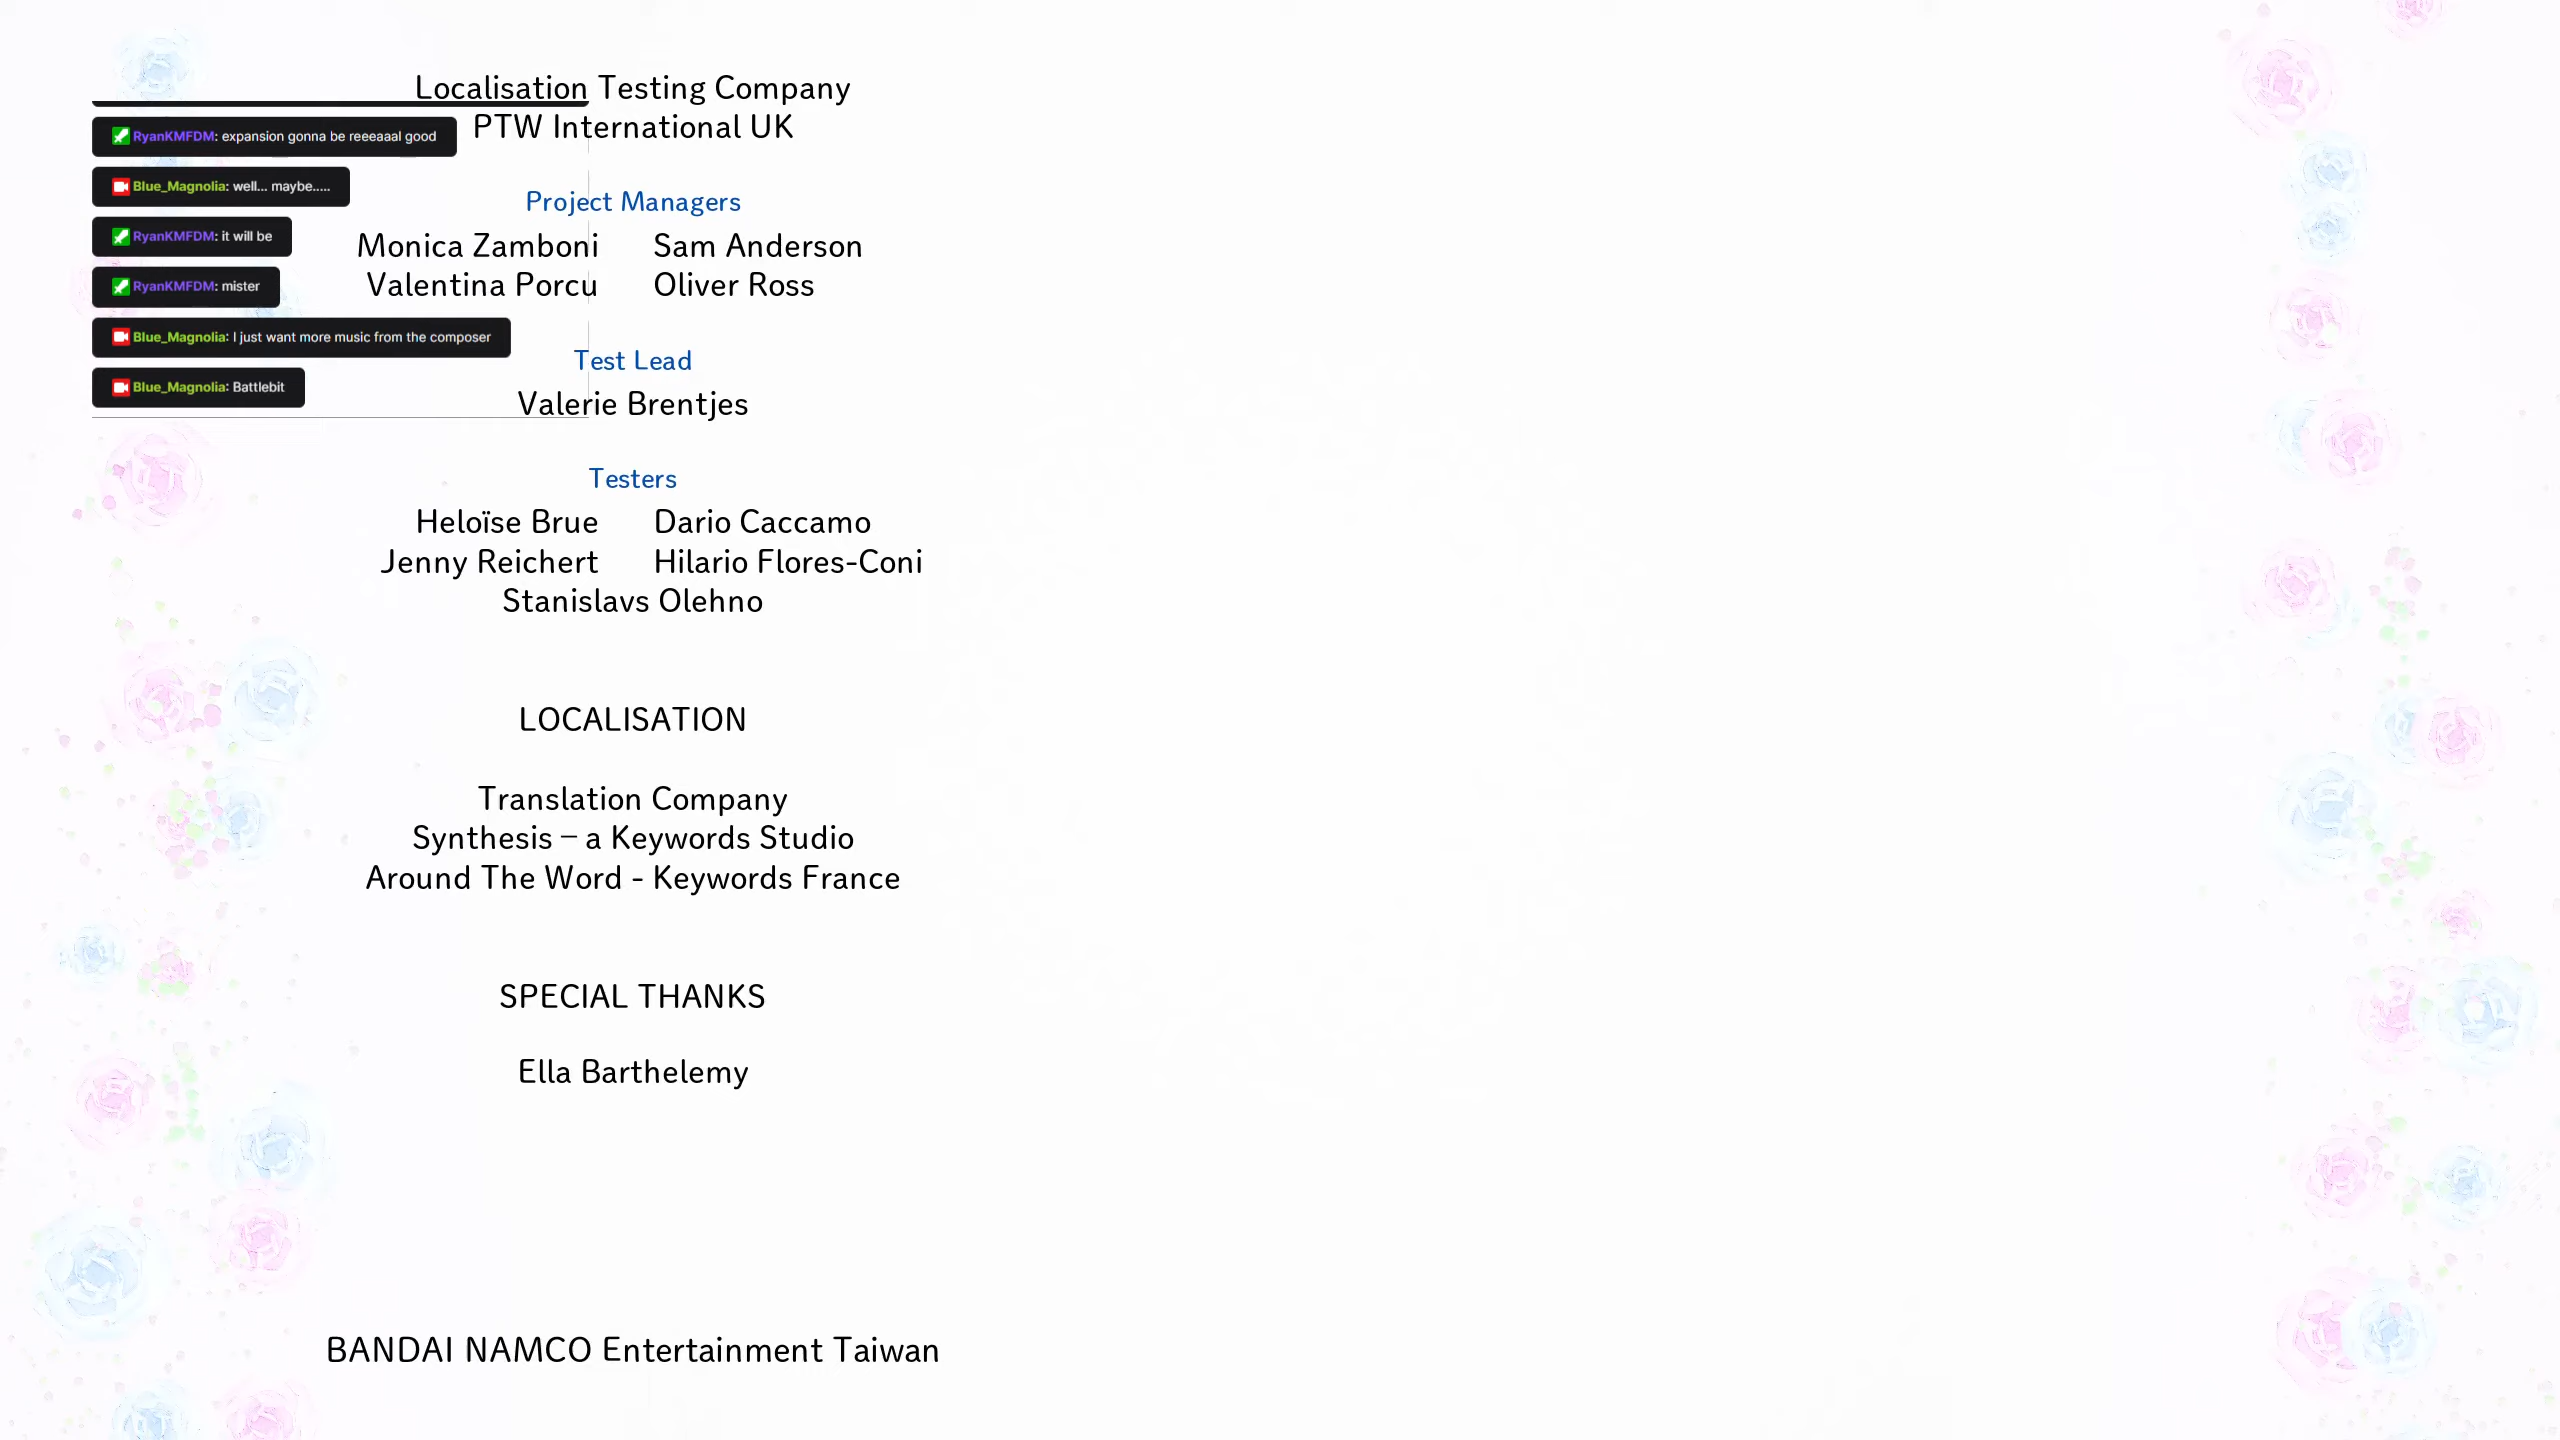 Localisation Testing Company
PTW International UK
RyanKMFDM: expansion gonna be reeeaaal good
Blue_Magnolia: well... maybe.....
RyanKMFDM: it will be
RyanKMFDM: mister
Blue_Magnolia: I just want more music from the composer
Blue_Magnolia: Battlebit
Project Managers
Monica Zamboni Sam Anderson
Valentina Porcu Oliver Ross
Test Lead
Valerie Brentjes
Testers
Heloïse Brue Dario Caccamo
Jenny Reichert Hilario Flores-Coni
Stanislavs Olehno
LOCALISATION
Translation Company
Synthesis – a Keywords Studio
Around The Word - Keywords France
SPECIAL THANKS
Ella Barthelemy
BANDAI NAMCO Entertainment Taiwan